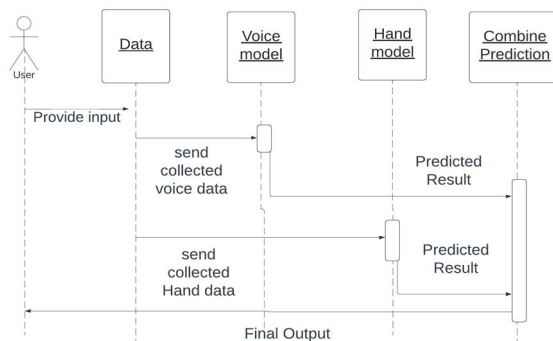 User
Data
Voice
model
Hand
model
Combine
Prediction
Provide input
send
collected
voice data
Predicted
Result
send
collected
Hand data
Predicted
Result
Final Output